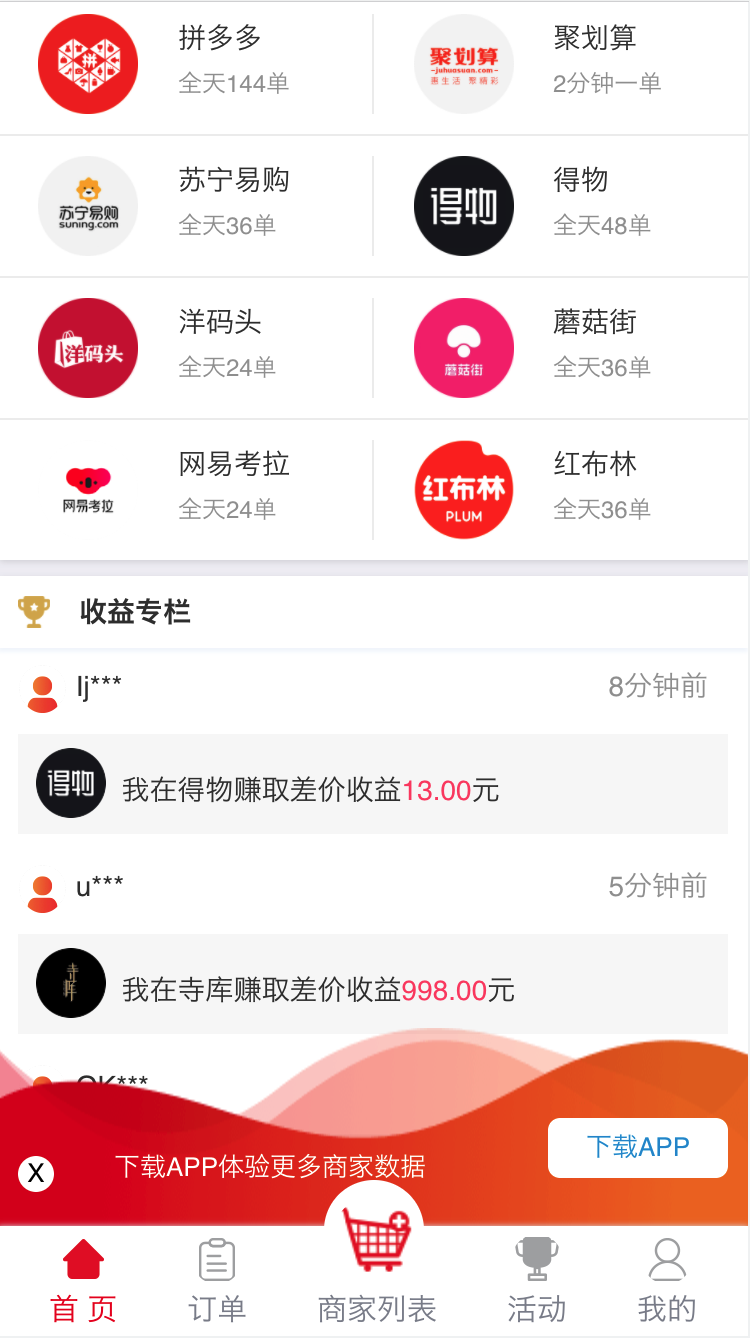 拼
拼多多
全天144单
聚划算
juhuasuan.com
惠生活 聚精彩
聚划算
2分钟一单
苏宁易购
suning.com
苏宁易购
全天36单
得物
得物
全天48单
洋码头
洋码头
全天24单
蘑菇街
蘑菇街
全天36单
网易考拉
网易考拉
全天24单
红布林
PLUM
红布林
全天36单
收益专栏
lj***
8分钟前
得物
我在得物赚取差价收益13.00元
u***
5分钟前
寺库
我在寺库赚取差价收益998.00元
OK***
X
下载APP体验更多商家数据
下载APP
首 页
订单
商家列表
活动
我的